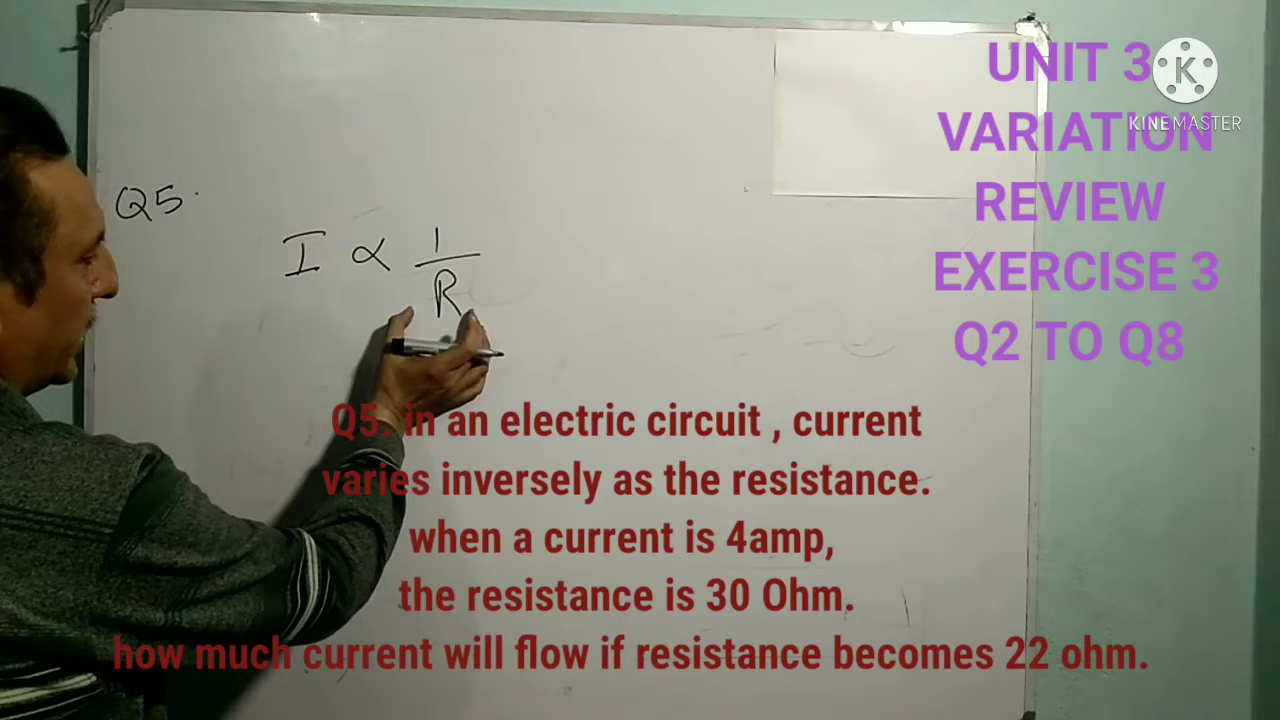 UNIT 3
VARIATION
REVIEW
EXERCISE 3
Q2 TO Q8
K
KINEMASTER
Q5.
I ∝ 1/R
Q5. in an electric circuit , current
varies inversely as the resistance.
when a current is 4amp,
the resistance is 30 Ohm.
how much current will flow if resistance becomes 22 ohm.